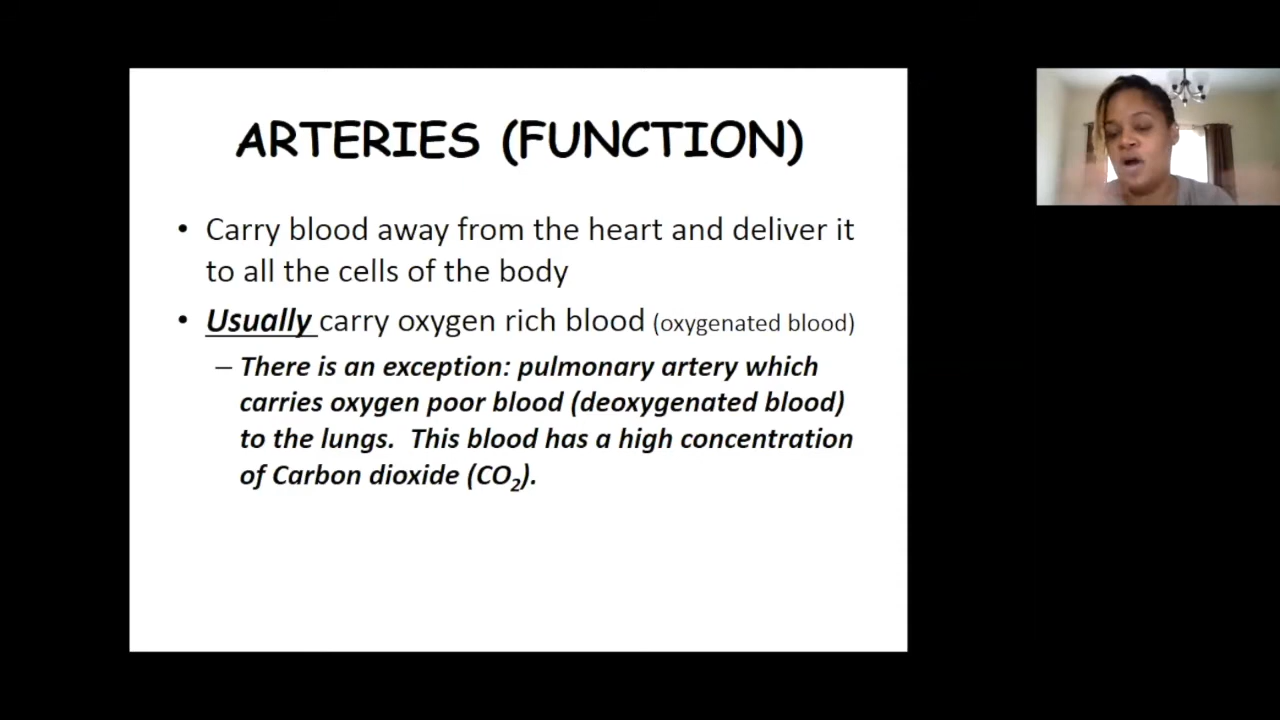 ARTERIES (FUNCTION)
• Carry blood away from the heart and deliver it
to all the cells of the body
• Usually carry oxygen rich blood (oxygenated blood)
– There is an exception: pulmonary artery which
carries oxygen poor blood (deoxygenated blood)
to the lungs. This blood has a high concentration
of Carbon dioxide (CO₂).